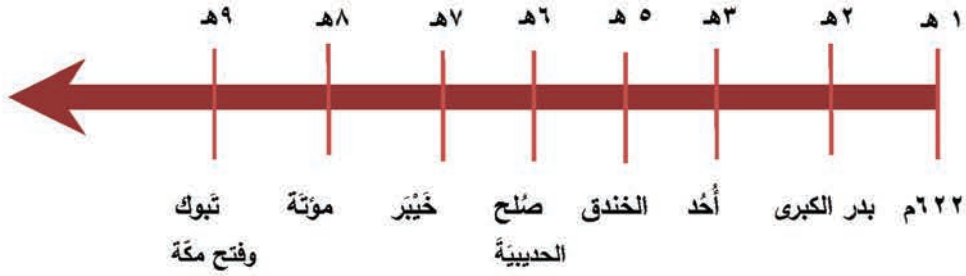 ١ هـ ٢هـ ٣هـ ٥ هـ ٦هـ ٧هـ ٨هـ ٩هـ
٦٢٢م بدر الكبرى أُحُد الخندق صُلح خَيْبَر مؤتَة تَبوك
الحديبيَةَ وفتح مكّة